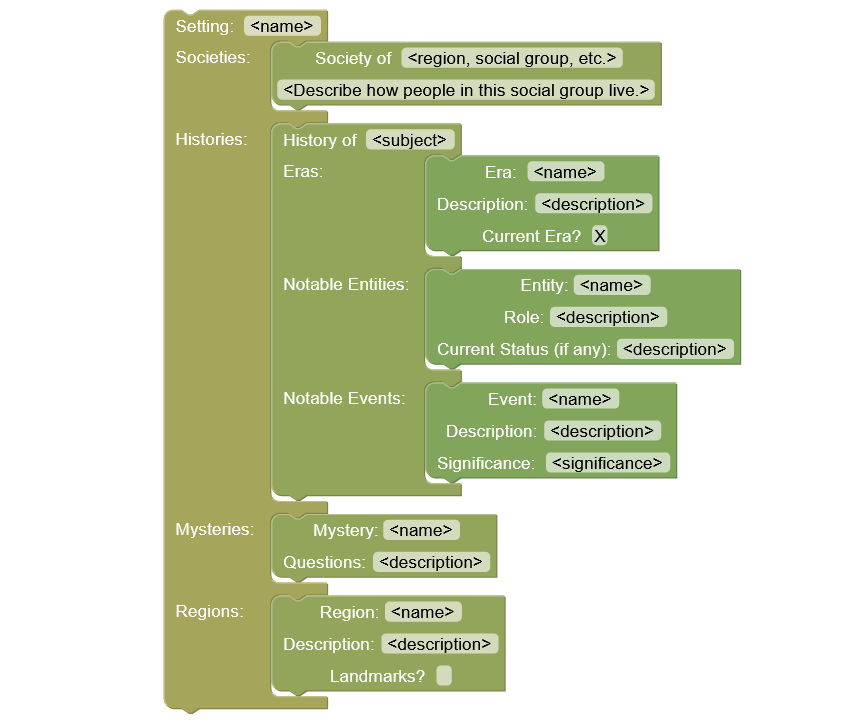 Setting: <name>
Societies: Society of <region, social group, etc.>
<Describe how people in this social group live.>
Histories: History of <subject>
Eras: Era: <name>
Description: <description>
Current Era? X
Notable Entities: Entity: <name>
Role: <description>
Current Status (if any): <description>
Notable Events: Event: <name>
Description: <description>
Significance: <significance>
Mysteries: Mystery: <name>
Questions: <description>
Regions: Region: <name>
Description: <description>
Landmarks?